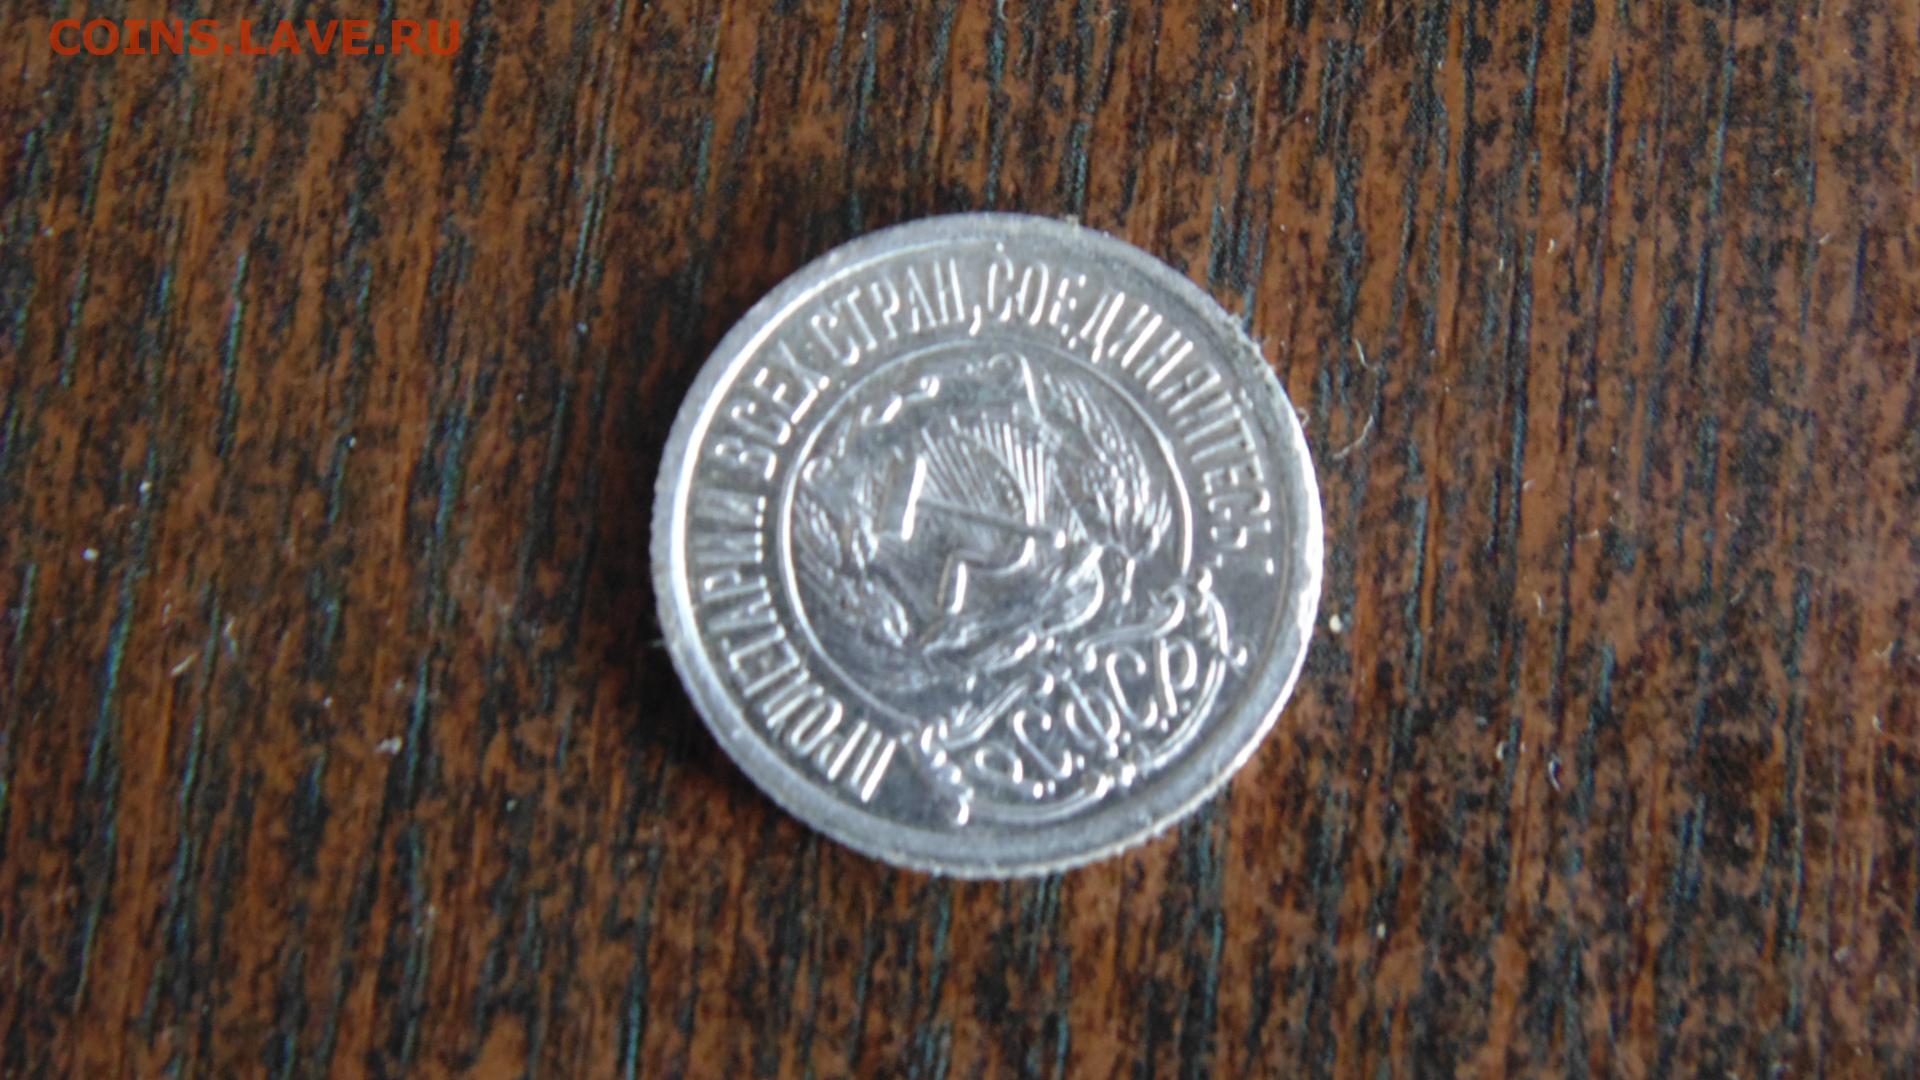 COINS.LAVE.RU
ПРОЛЕТАРИИ ВСЕХ СТРАН, СОЕДИНЯЙТЕСЬ!
Р.С.Ф.С.Р.